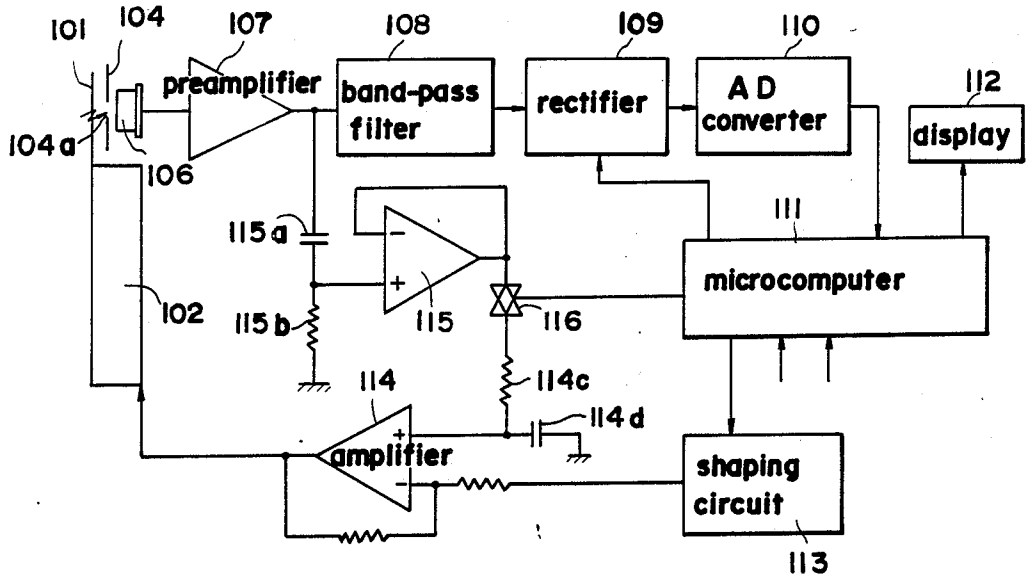 101
104
107
108
109
110
112
preamplifier
band-pass
filter
rectifier
AD
converter
display
104a
106
111
115a
microcomputer
−
+
102
115b
115
116
114
114c
114d
+
amplifier
−
shaping
circuit
113